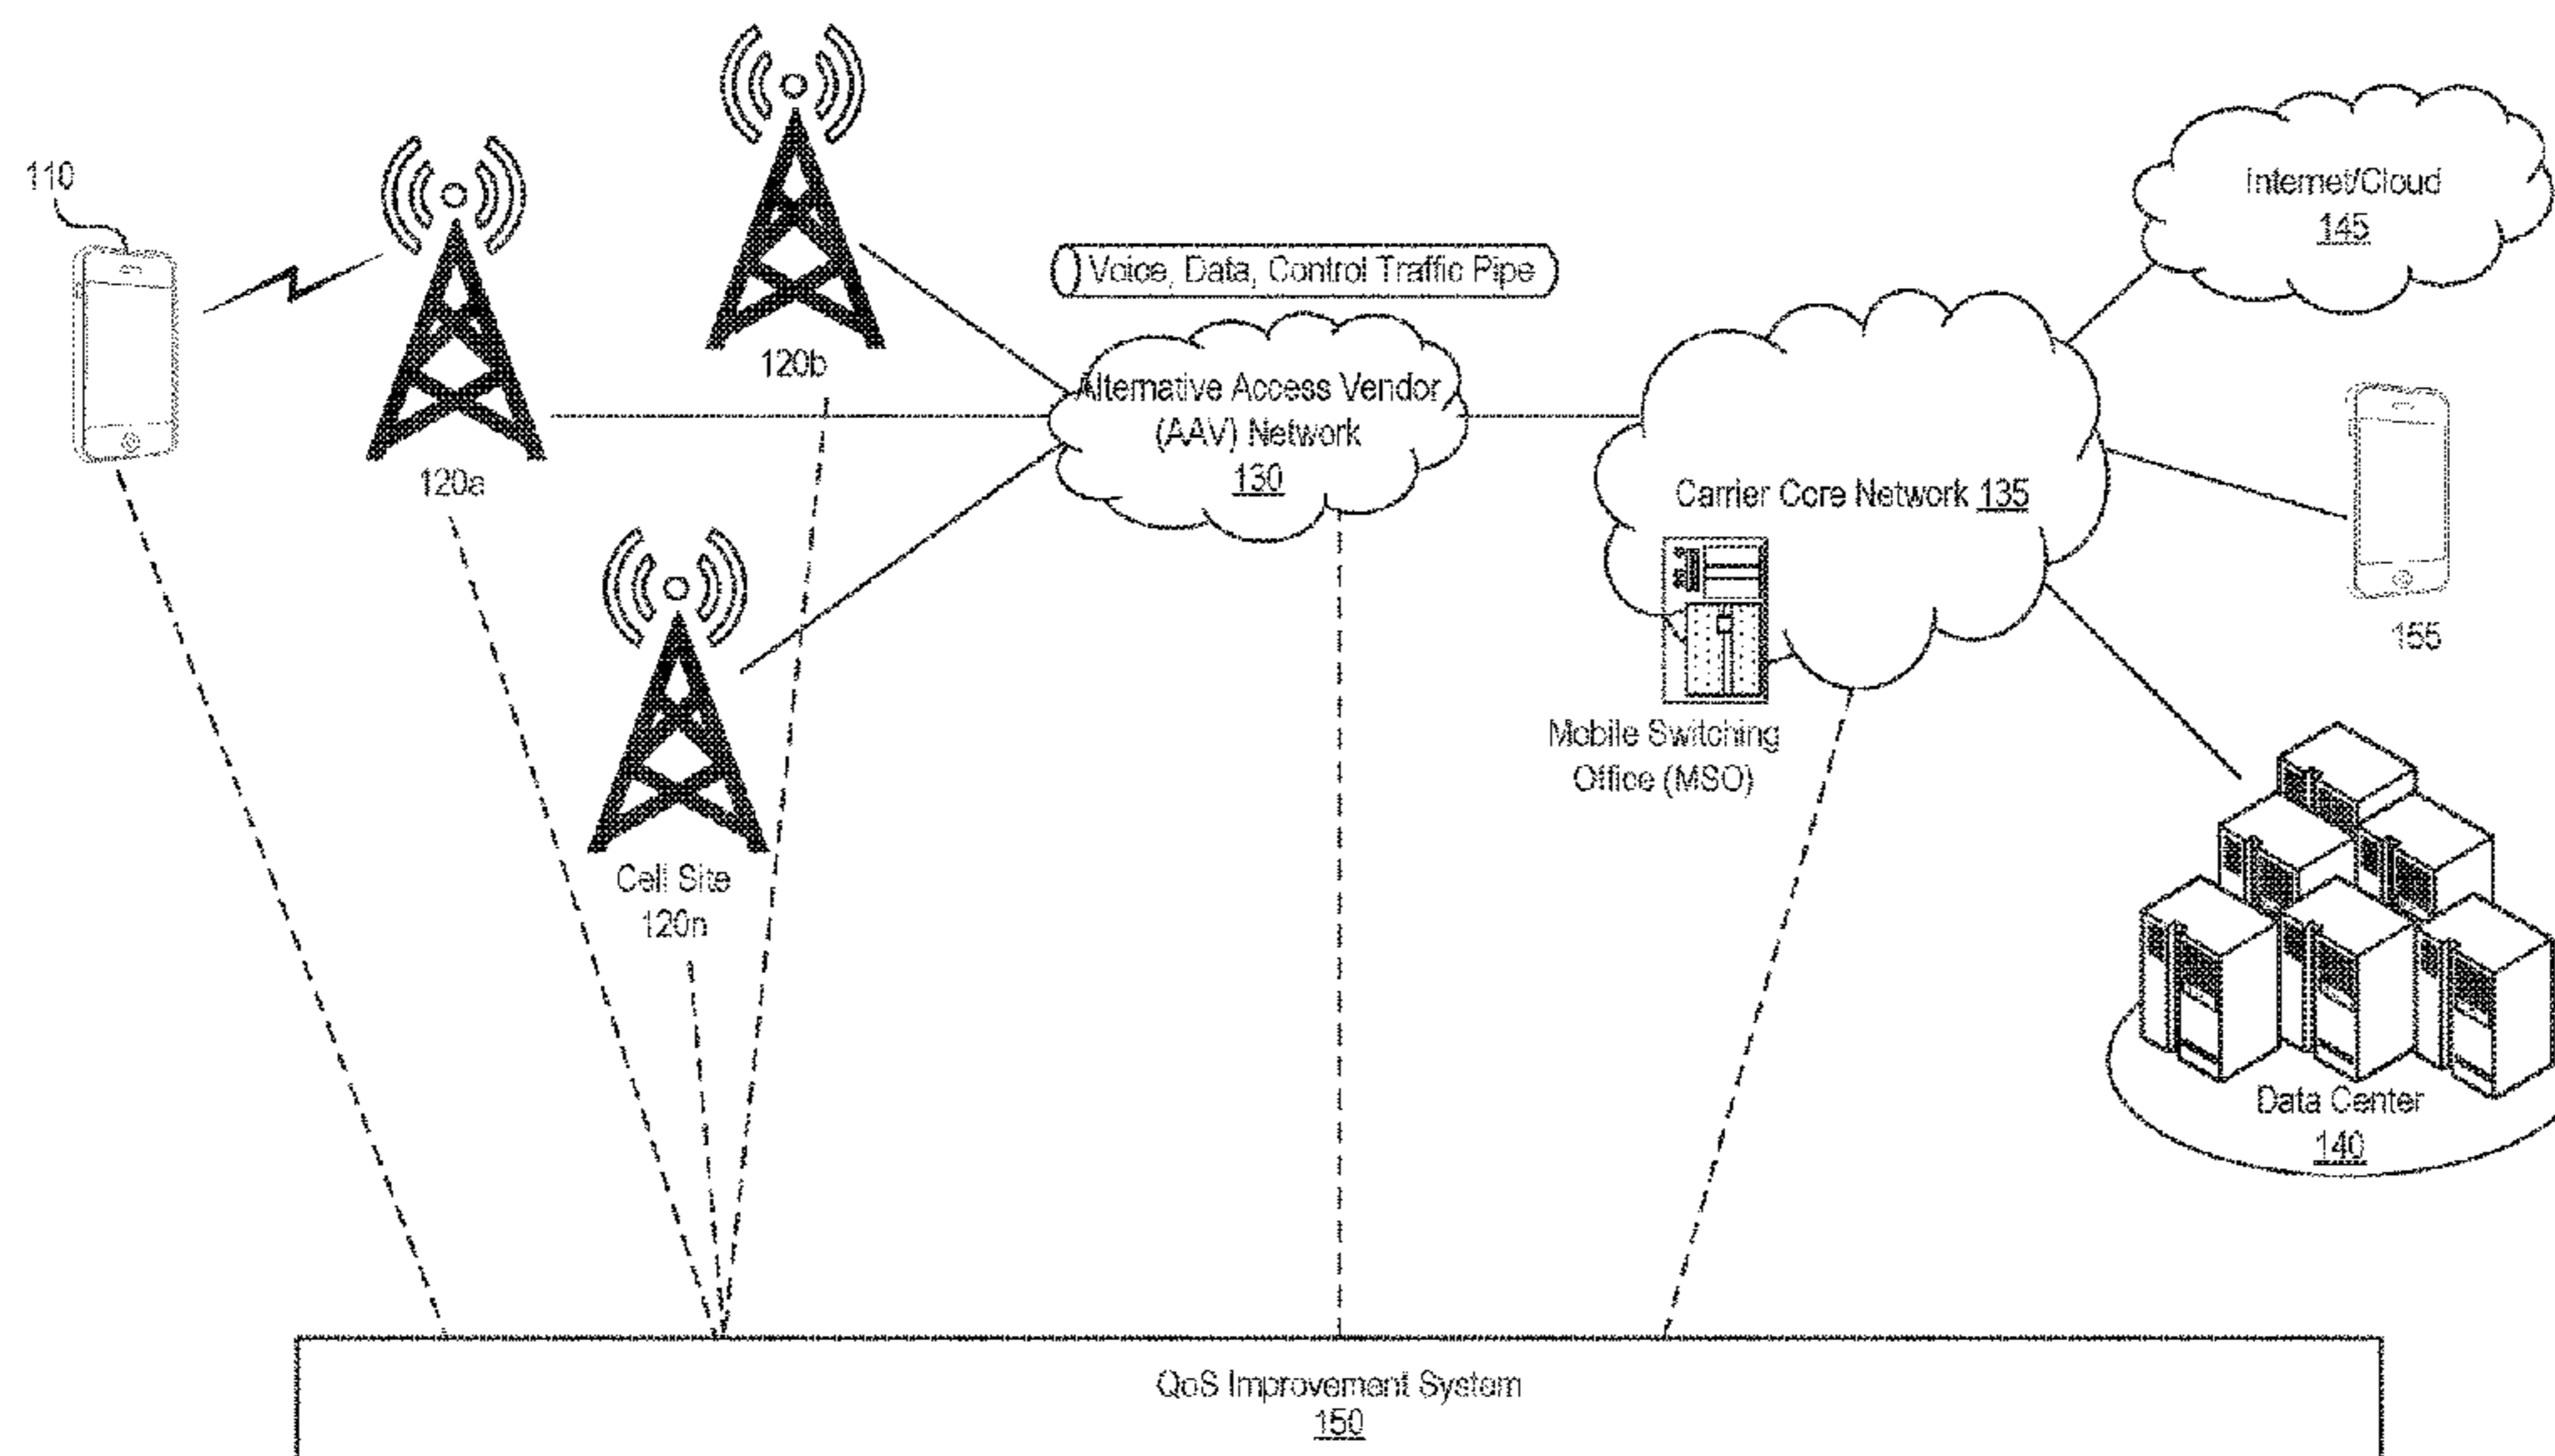 110
120a
120b
Cell Site
120n
Voice, Data, Control Traffic Pipe
Alternative Access Vendor
(AAV) Network
130
Carrier Core Network 135
Mobile Switching
Office (MSO)
Internet/Cloud
145
155
Data Center
140
QoS Improvement System
150